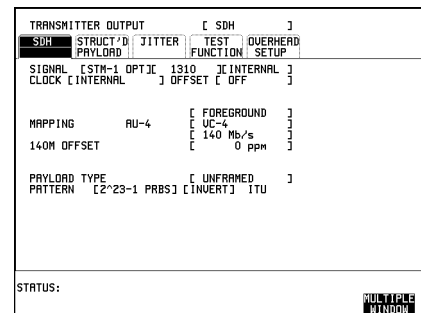 TRANSMITTER OUTPUT [ SDH ]
SDH STRUCT'D PAYLOAD JITTER TEST FUNCTION OVERHEAD SETUP
SIGNAL [STM-1 OPT][ 1310 ][INTERNAL ]
CLOCK [INTERNAL ] OFFSET [ OFF ]
[ FOREGROUND ]
MAPPING AU-4 [ VC-4 ]
[ 140 Mb/s ]
140M OFFSET [ 0 ppm ]
PAYLOAD TYPE [ UNFRAMED ]
PATTERN [2^23-1 PRBS] [INVERT] ITU
STATUS:
MULTIPLE
WINDOW